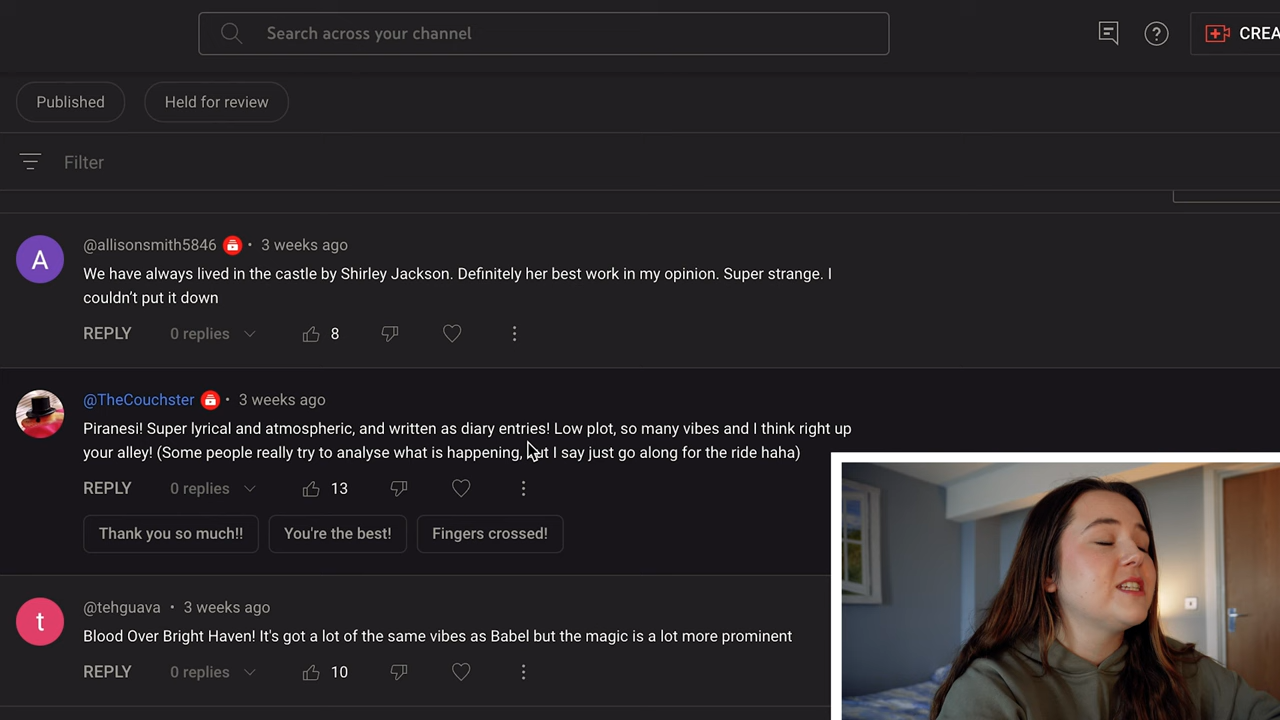 Search across your channel
CREA
Published
Held for review
Filter
A
@allisonsmith5846 • 3 weeks ago
We have always lived in the castle by Shirley Jackson. Definitely her best work in my opinion. Super strange. I
couldn’t put it down
REPLY 0 replies 8
@TheCouchster • 3 weeks ago
Piranesi! Super lyrical and atmospheric, and written as diary entries! Low plot, so many vibes and I think right up
your alley! (Some people really try to analyse what is happening, but I say just go along for the ride haha)
REPLY 0 replies 13
Thank you so much!! You're the best! Fingers crossed!
t
@tehguava • 3 weeks ago
Blood Over Bright Haven! It's got a lot of the same vibes as Babel but the magic is a lot more prominent
REPLY 0 replies 10